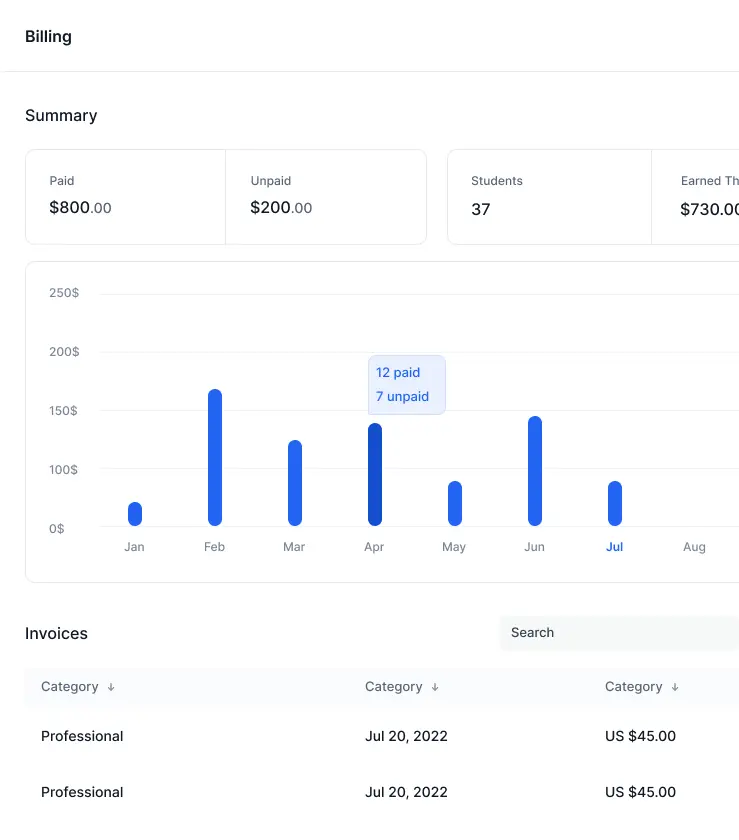 Billing
Summary
Paid
$800.00
Unpaid
$200.00
Students
37
Earned Th
$730.00
250$
200$
150$
100$
0$
12 paid
7 unpaid
Jan Feb Mar Apr May Jun Jul Aug
Invoices
Search
Category ↓ Category ↓ Category ↓
Professional Jul 20, 2022 US $45.00
Professional Jul 20, 2022 US $45.00